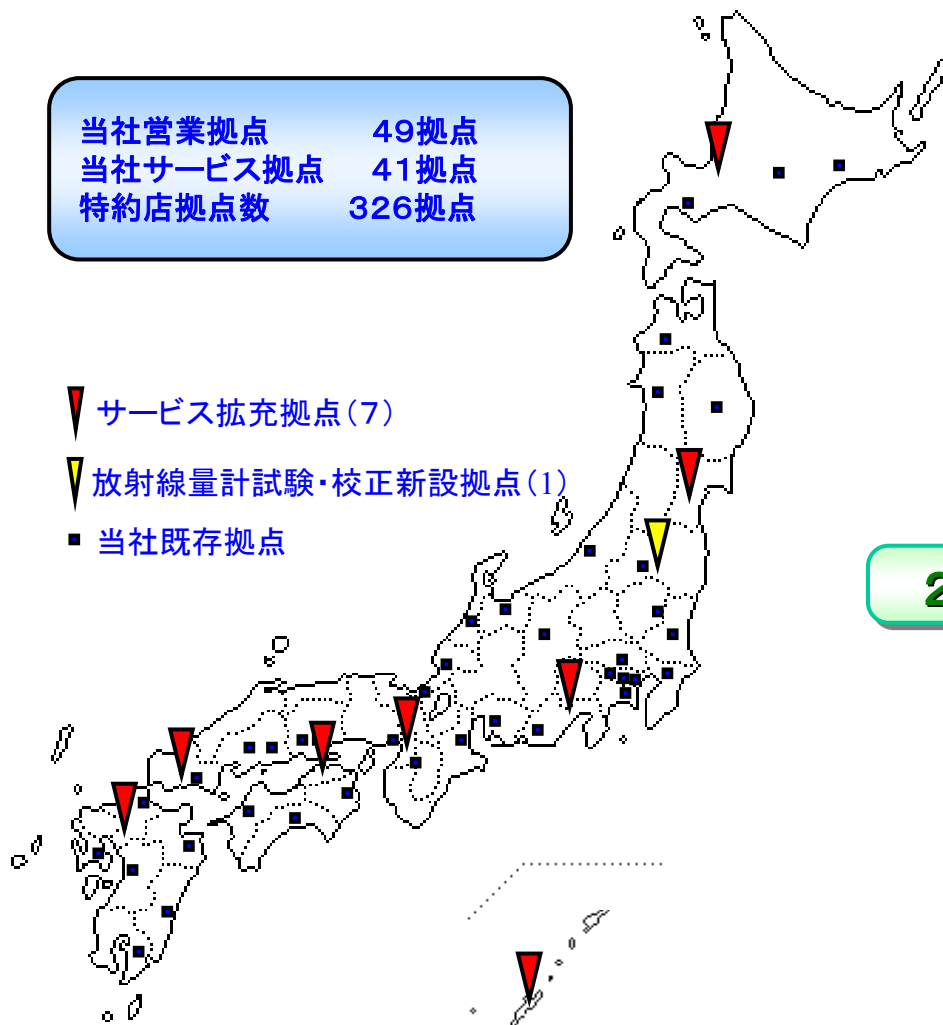 当社営業拠点 49拠点
当社サービス拠点 41拠点
特約店拠点数 326拠点
サービス拡充拠点(7)
放射線量計試験・校正新設拠点(1)
当社既存拠点
2